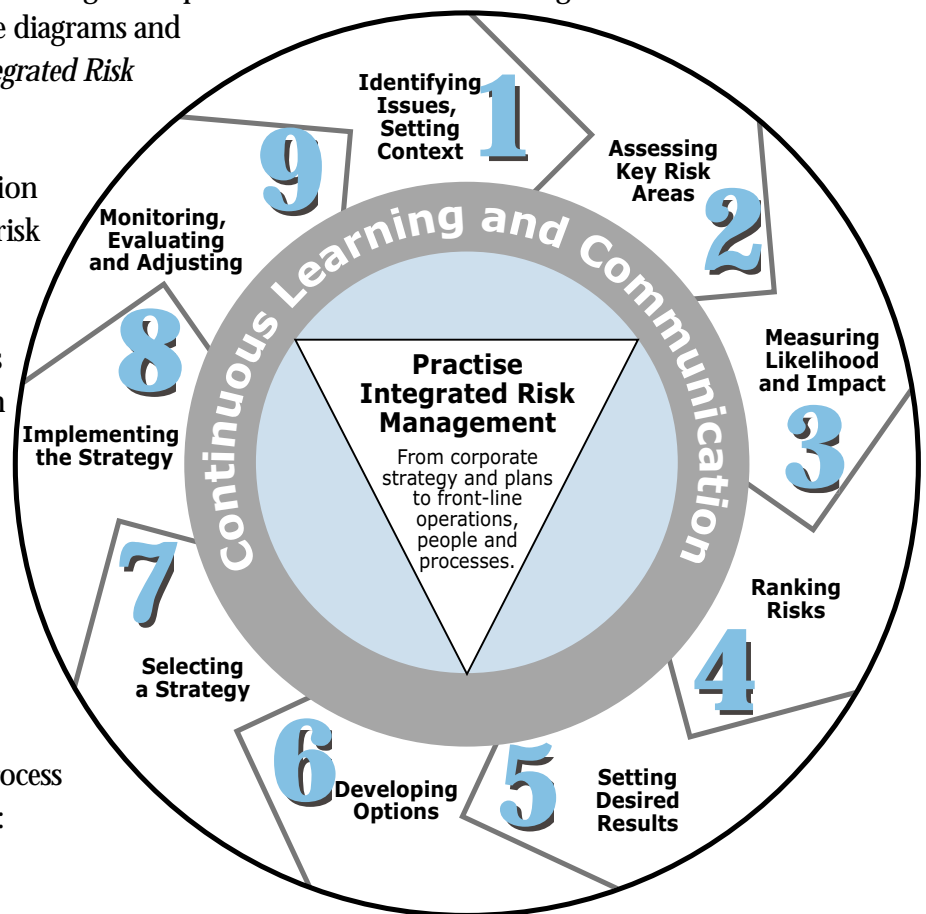 e diagrams and
egrated Risk
risk
ocess
Identifying
Issues,
Setting
Context
1
Assessing
Key Risk
Areas
2
Measuring
Likelihood
and Impact
3
Ranking
Risks
4
Setting
Desired
Results
5
Developing
Options
6
Selecting
a Strategy
7
Implementing
the Strategy
8
Monitoring,
Evaluating
and Adjusting
9
Continuous Learning and Communication
Practise
Integrated Risk
Management
From corporate
strategy and plans
to front-line
operations,
people and
processes.